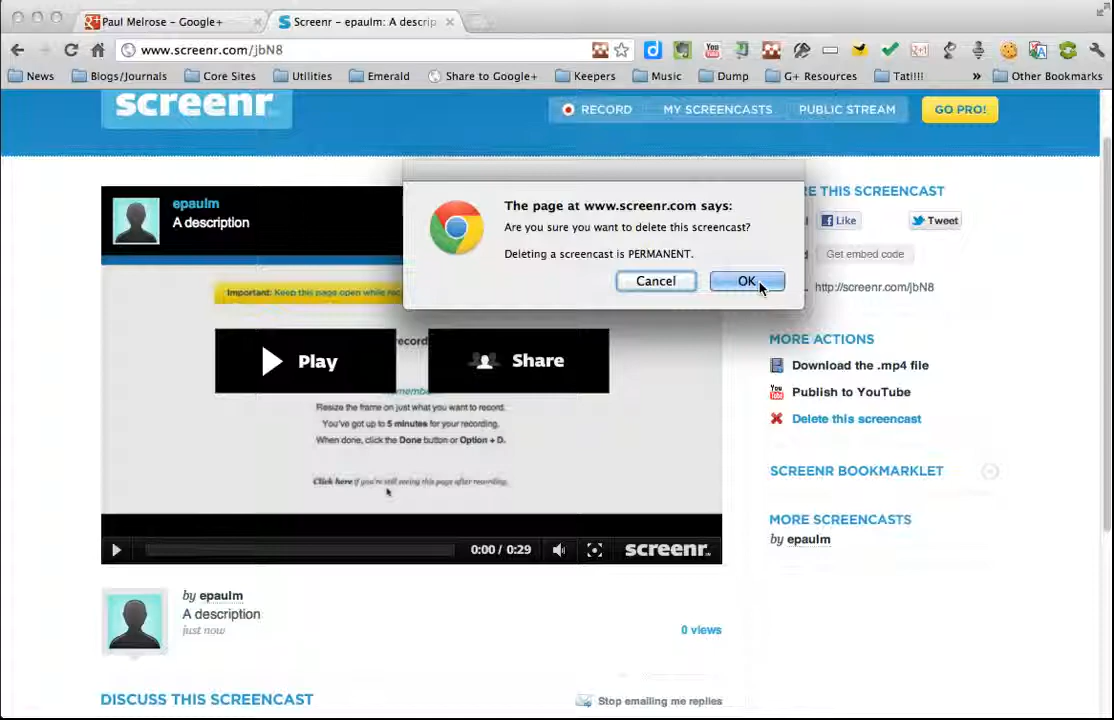 Paul Melrose – Google+
Screenr - epaulm: A descrip
www.screenr.com/jbN8
News
Blogs/Journals
Core Sites
Utilities
Emerald
Share to Google+
Keepers
Music
Dump
G+ Resources
Tat!!!!
»
Other Bookmarks
screenr
RECORD
MY SCREENCASTS
PUBLIC STREAM
GO PRO!
The page at www.screenr.com says:
Are you sure you want to delete this screencast?
Deleting a screencast is PERMANENT.
Cancel
OK
epaulm
A description
Important: Keep this page open while rec
Play
Share
Resize the frame on just what you want to record.
You've got up to 5 minutes for your recording.
When done, click the Done button or Option + D.
Click here if you're still seeing this page after recording.
0:00 / 0:29
screenr
RE THIS SCREENCAST
Like
Tweet
Get embed code
http://screenr.com/jbN8
MORE ACTIONS
Download the .mp4 file
Publish to YouTube
Delete this screencast
SCREENR BOOKMARKLET
MORE SCREENCASTS
by epaulm
by epaulm
A description
just now
0 views
DISCUSS THIS SCREENCAST
Stop emailing me replies